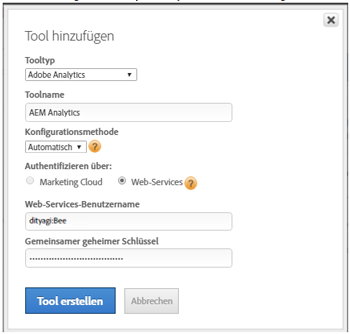 Tool hinzufügen
Tooltyp
Adobe Analytics
Toolname
AEM Analytics
Konfigurationsmethode
Automatisch ?
Authentifizieren über:
Marketing Cloud Web-Services ?
Web-Services-Benutzername
dityagi:Bee
Gemeinsamer geheimer Schlüssel
Tool erstellen Abbrechen